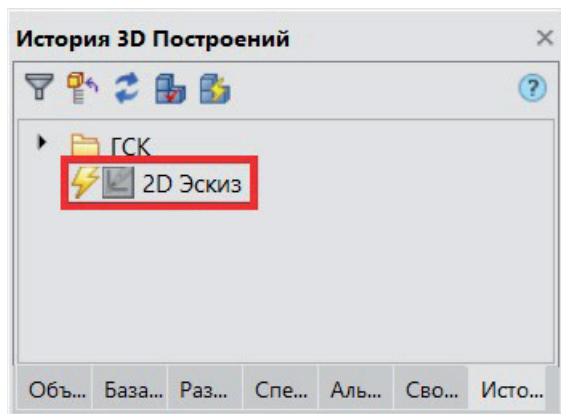 История 3D Построений
?
ГСК
2D Эскиз
Объ... База... Раз... Спе... Аль... Сво... Исто...